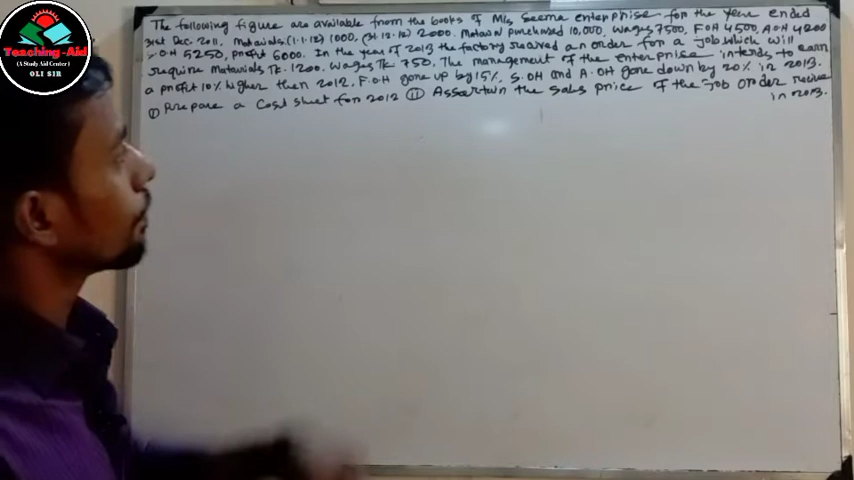 Teaching-Aid
(A Study Aid Center)
OLI SIR
The following figure are available from the books of M/s Seema enterprise for the Year ended
31st Dec. 2011, Materials (1.1.12) 1000, (31.12.12) 2000. Material purchased 10,000, Wages 7500, F.OH 4500, A.OH 4200
OH 5250, profit 6000. In the year of 2013 the factory received an order for a Job which will
require Materials TK. 1200. Wages TK 750. The management of the enterprise intends to earn
a profit 10% higher then 2012. F.OH gone up by 15%. S.OH and A.OH gone down by 20% in 2013.
(I) Prepare a Cost sheet for 2012 (II) Assertain the Sales price of the Job order receive
in 2013.